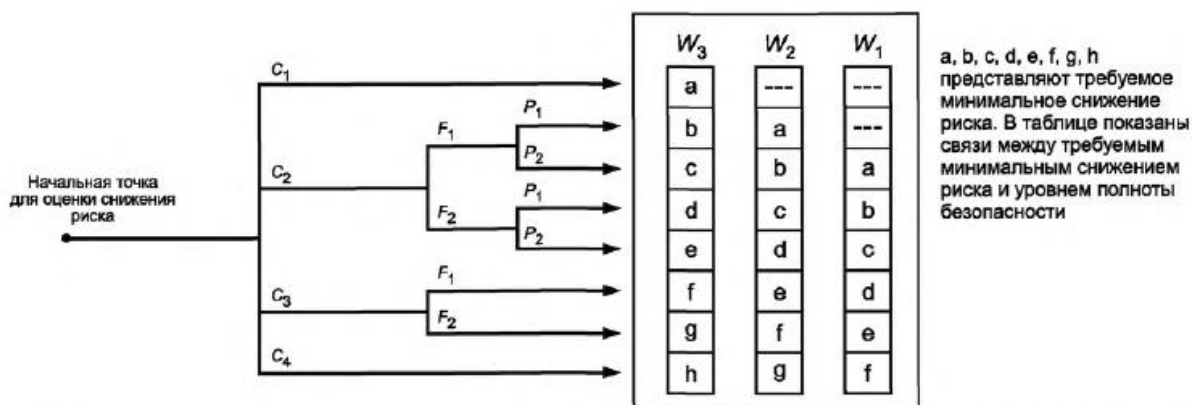 W3 W2 W1
C1
a --- ---
F1 P1
b a ---
P2
c b a
C2
P1
d c b
F2 P2
e d c
F1
f e d
C3
F2
g f e
C4
h g f
Начальная точка
для оценки снижения
риска
a, b, c, d, e, f, g, h
представляют требуемое
минимальное снижение
риска. В таблице показаны
связи между требуемым
минимальным снижением
риска и уровнем полноты
безопасности